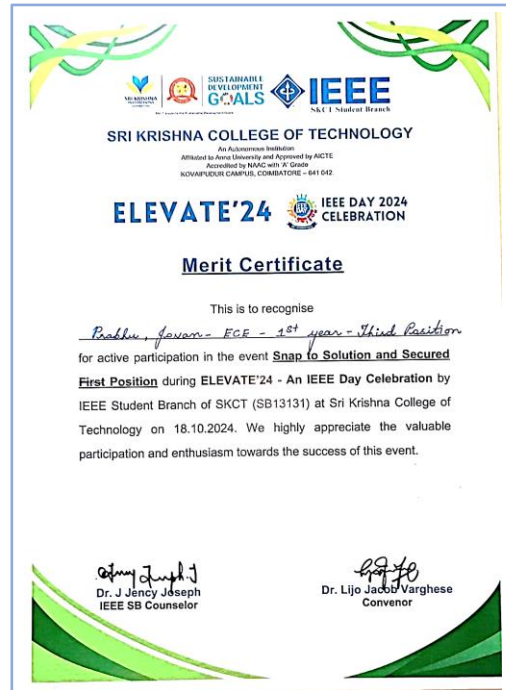 SRI KRISHNA
INSTITUTIONS
SUSTAINABLE
DEVELOPMENT
GOALS
IEEE
SKCT Student Branch
SRI KRISHNA COLLEGE OF TECHNOLOGY
An Autonomous Institution
Affiliated to Anna University and Approved by AICTE
Accredited by NAAC with 'A' Grade
KOVAIPUDUR CAMPUS, COIMBATORE – 641 042
ELEVATE'24
IEEE DAY 2024
CELEBRATION
Merit Certificate
This is to recognise
Prabhu, Jovan - ECE - 1st year - Third Position
for active participation in the event Snap to Solution and Secured
First Position during ELEVATE'24 - An IEEE Day Celebration by
IEEE Student Branch of SKCT (SB13131) at Sri Krishna College of
Technology on 18.10.2024. We highly appreciate the valuable
participation and enthusiasm towards the success of this event.
Dr. J Jency Joseph
IEEE SB Counselor
Dr. Lijo Jacob Varghese
Convenor